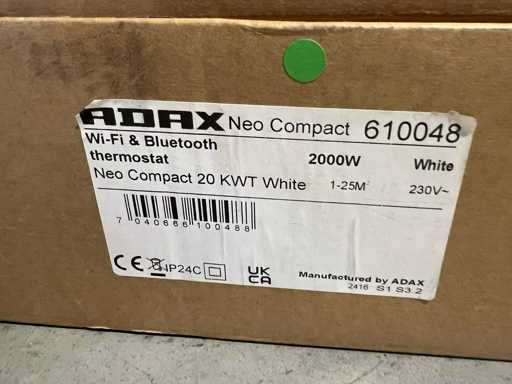 ADAX Neo Compact 610048
Wi-Fi & Bluetooth
thermostat 2000W White
Neo Compact 20 KWT White 1-25M² 230V~
7 040666 100488
CE IP24C UK CA
Manufactured by ADAX
2416 S1 S3.2